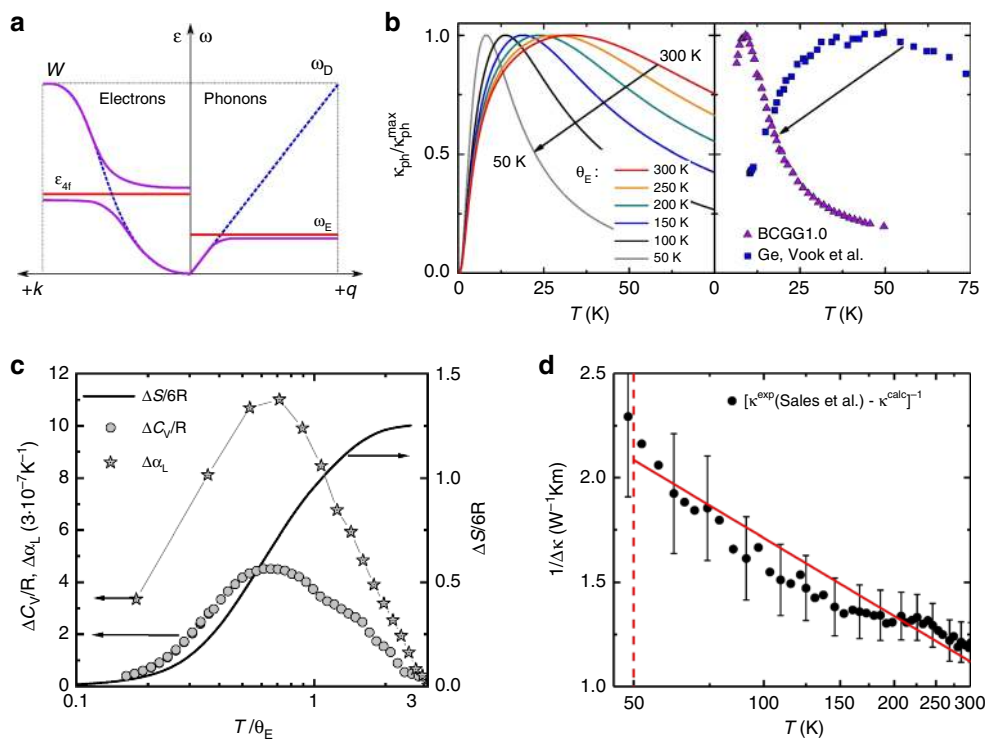 a
ε
ω
W
ω_D
Electrons
Phonons
ε_4f
ω_E
+k
+q
b
κ_ph/κ_ph^max
1.0
0.5
0.0
300 K
50 K
θ_E :
300 K
250 K
200 K
150 K
100 K
50 K
BCGG1.0
Ge, Vook et al.
0 25 50 25 50 75
T (K) T (K)
c
ΔC_V/R, Δα_L (3·10⁻⁷K⁻¹)
12
10
8
6
4
2
0
ΔS/6R
ΔC_V/R
Δα_L
1.5
1.0
0.5
0.0
ΔS/6R
0.1 1 3
T/θ_E
d
1/Δκ (W⁻¹Km)
2.5
2.0
1.5
1.0
[κ^exp(Sales et al.) - κ^calc]⁻¹
50 100 150 200 250 300
T (K)